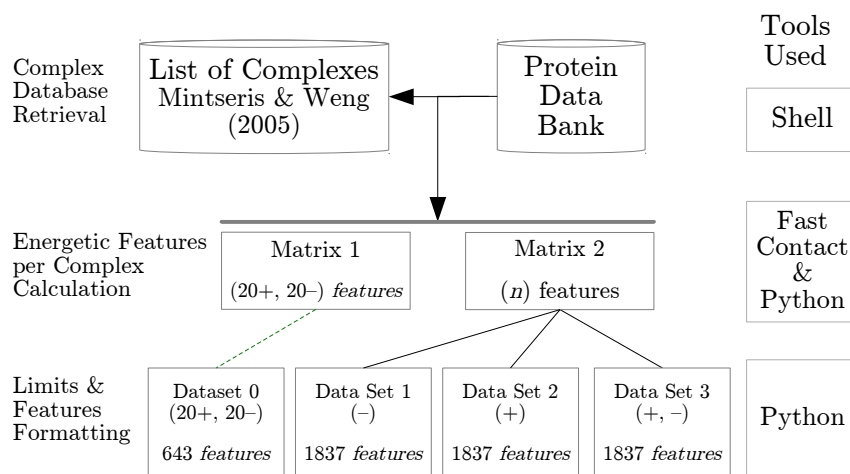 Tools
Used
Complex
Database
Retrieval
List of Complexes
Mintseris & Weng
(2005)
Protein
Data
Bank
Shell
Energetic Features
per Complex
Calculation
Matrix 1
(20+, 20–) features
Matrix 2
(n) features
Fast
Contact
&
Python
Limits &
Features
Formatting
Dataset 0
(20+, 20–)
643 features
Data Set 1
(–)
1837 features
Data Set 2
(+)
1837 features
Data Set 3
(+, –)
1837 features
Python